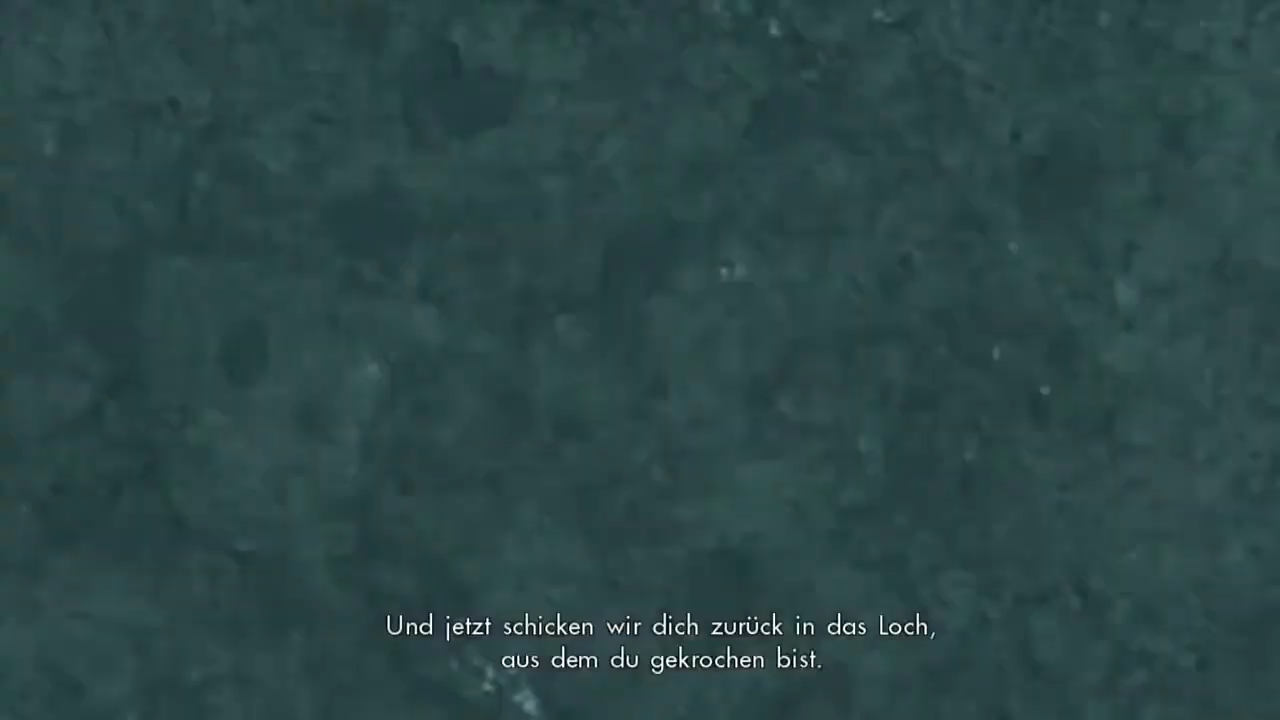 Und jetzt schicken wir dich zurück in das Loch,
aus dem du gekrochen bist.